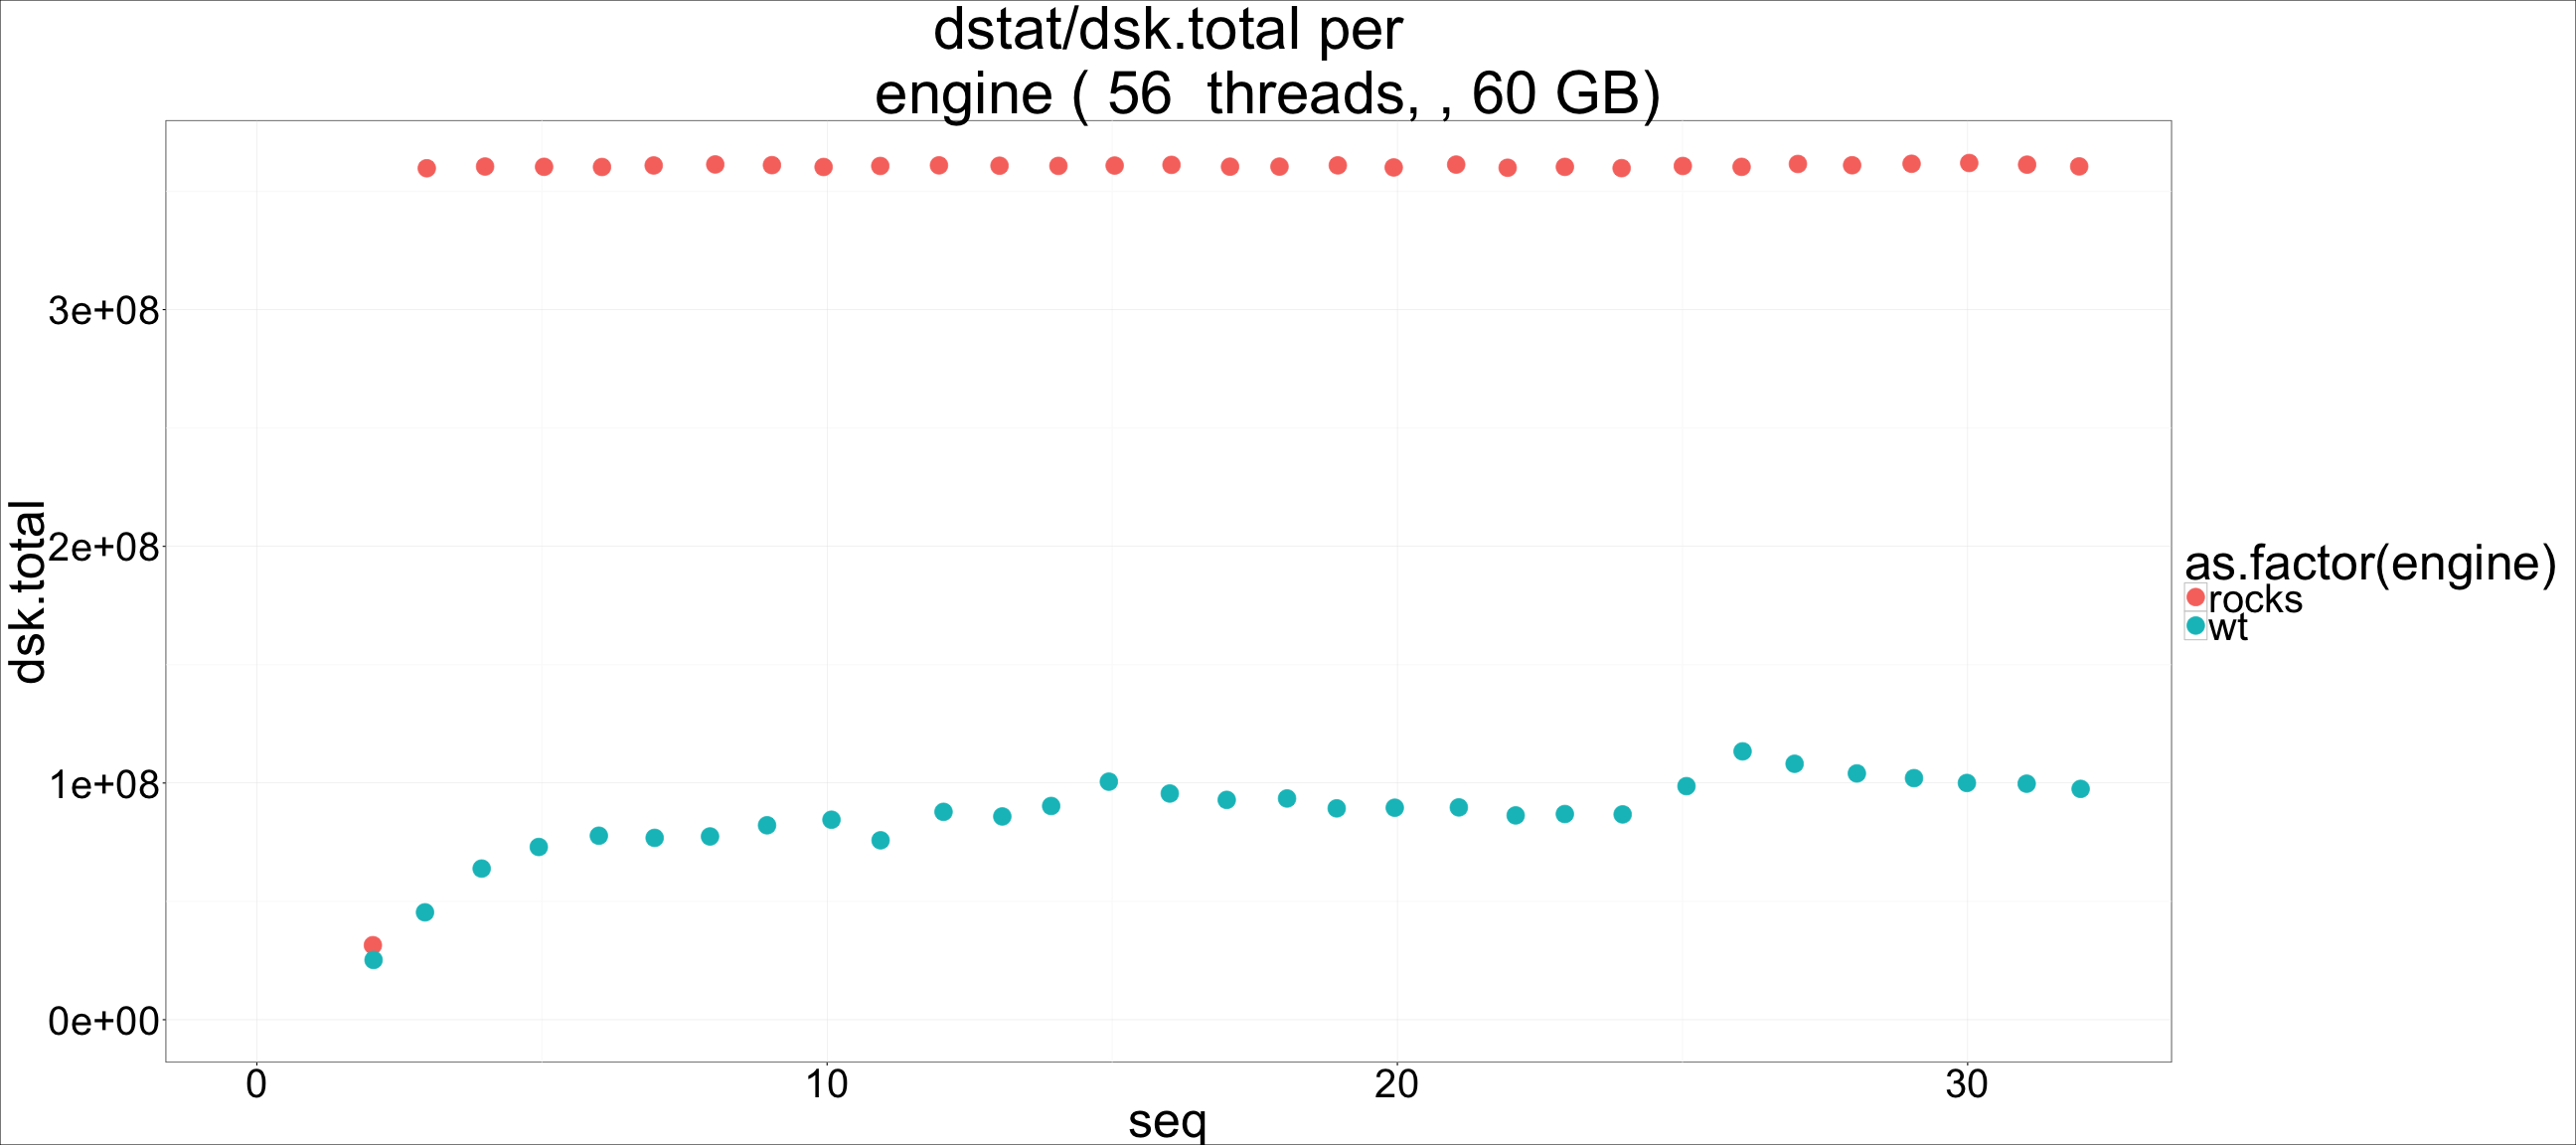 dstat/dsk.total per
engine ( 56  threads, , 60 GB)
dsk.total
3e+08
2e+08
1e+08
0e+00
0
10
20
30
seq
as.factor(engine)
rocks
wt